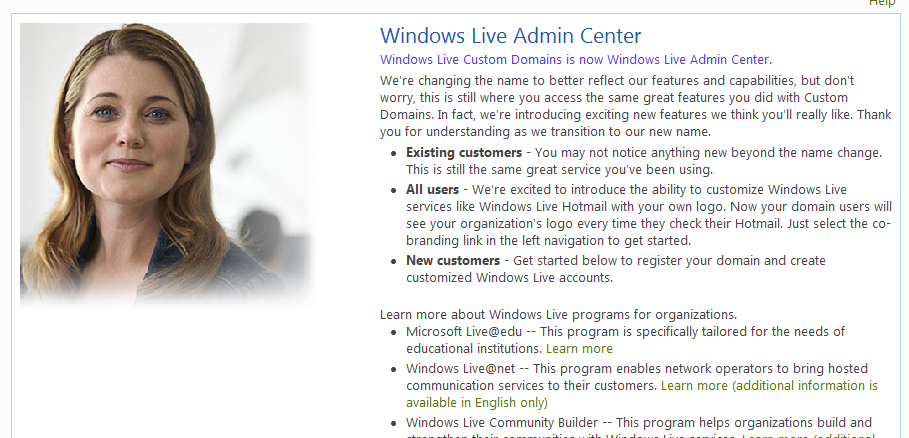 Help
Windows Live Admin Center
Windows Live Custom Domains is now Windows Live Admin Center.
We're changing the name to better reflect our features and capabilities, but don't
worry, this is still where you access the same great features you did with Custom
Domains. In fact, we're introducing exciting new features we think you'll really like. Thank
you for understanding as we transition to our new name.
• Existing customers - You may not notice anything new beyond the name change.
This is still the same great service you've been using.
• All users - We're excited to introduce the ability to customize Windows Live
services like Windows Live Hotmail with your own logo. Now your domain users will
see your organization's logo every time they check their Hotmail. Just select the co-
branding link in the left navigation to get started.
• New customers - Get started below to register your domain and create
customized Windows Live accounts.
Learn more about Windows Live programs for organizations.
• Microsoft Live@edu -- This program is specifically tailored for the needs of
educational institutions. Learn more
• Windows Live@net -- This program enables network operators to bring hosted
communication services to their customers. Learn more (additional information is
available in English only)
• Windows Live Community Builder -- This program helps organizations build and
strengthen their communities with Windows Live services. Learn more (additional